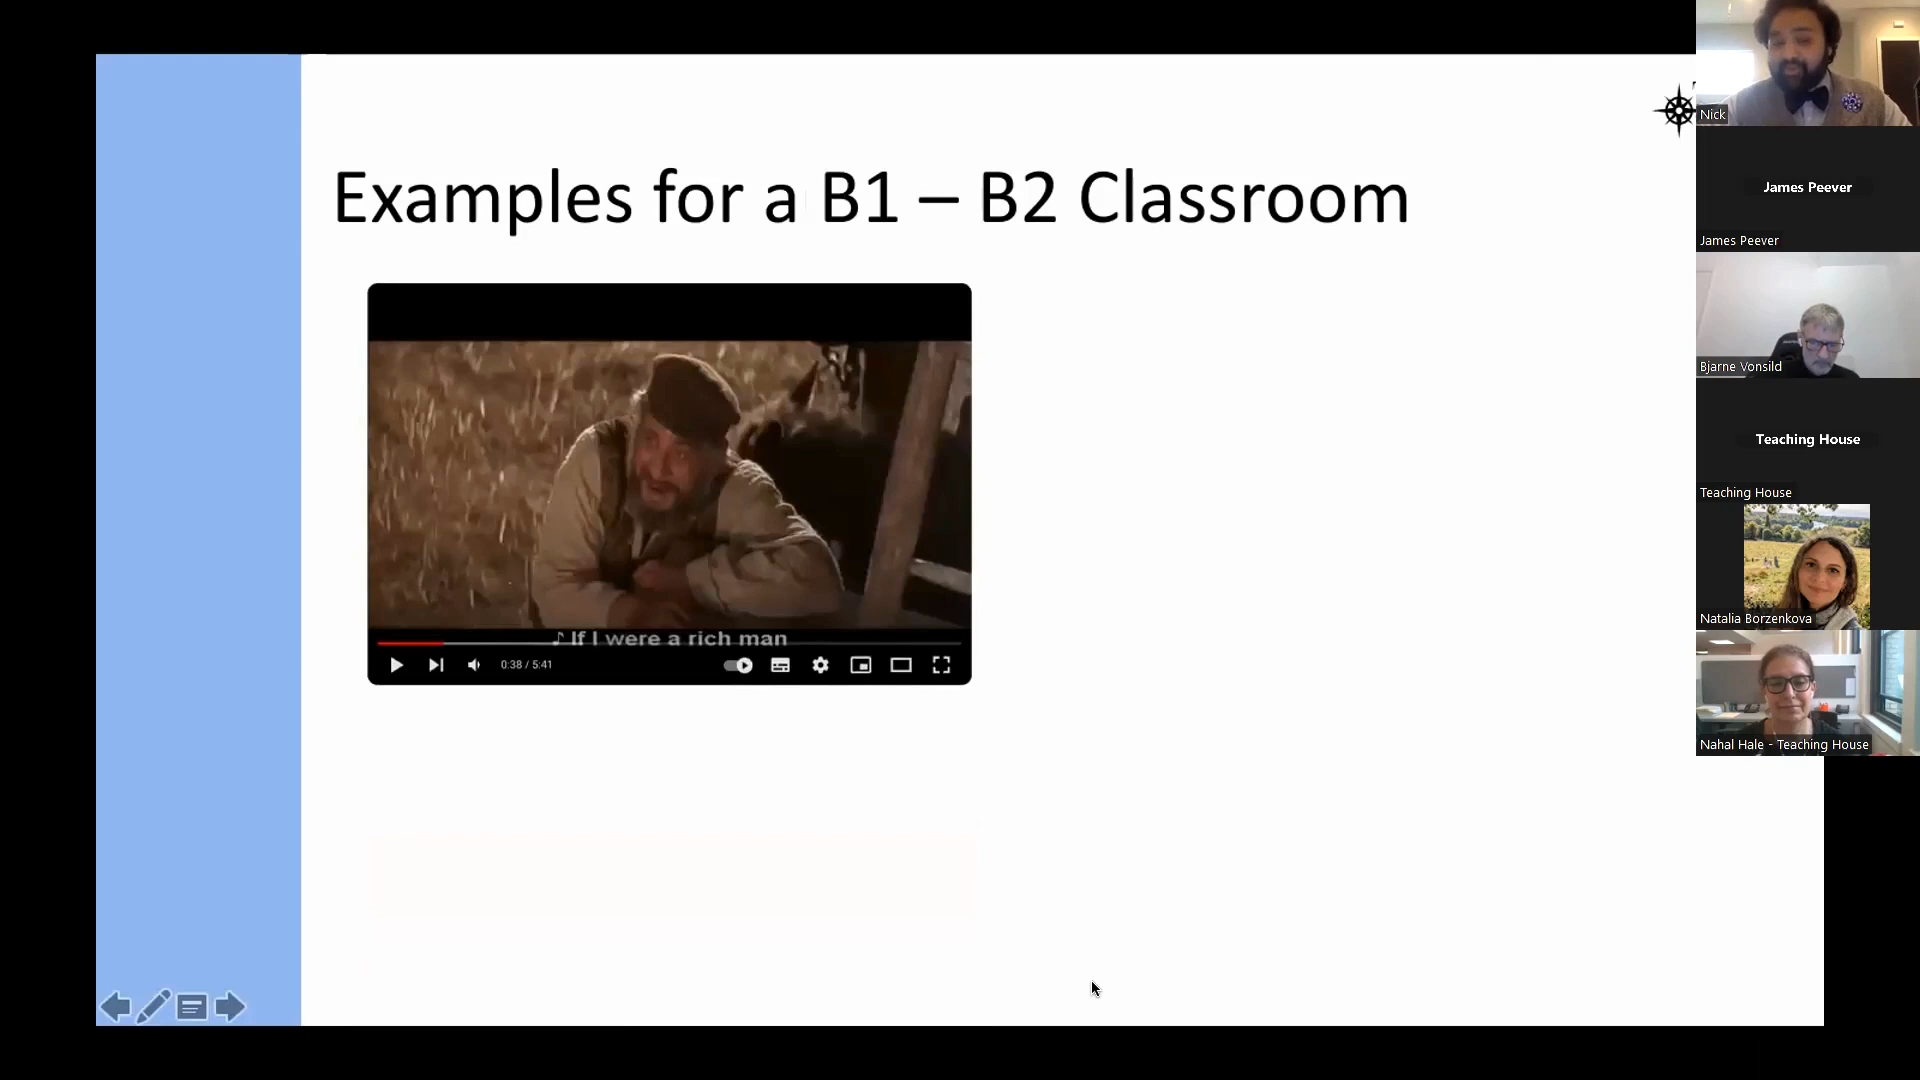 Examples for a B1 – B2 Classroom
♪ If I were a rich man
0:38 / 5:41
Nick
James Peever
James Peever
Bjarne Vonsild
Teaching House
Teaching House
Natalia Borzenkova
Nahal Hale - Teaching House